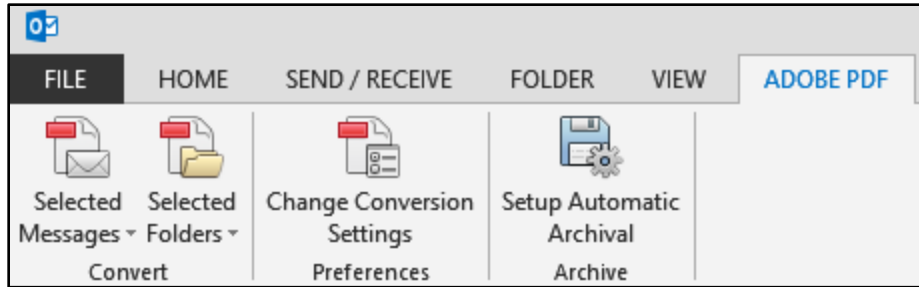 FILE HOME SEND / RECEIVE FOLDER VIEW ADOBE PDF
Selected Messages
Selected Folders
Convert
Change Conversion
Settings
Preferences
Setup Automatic
Archival
Archive